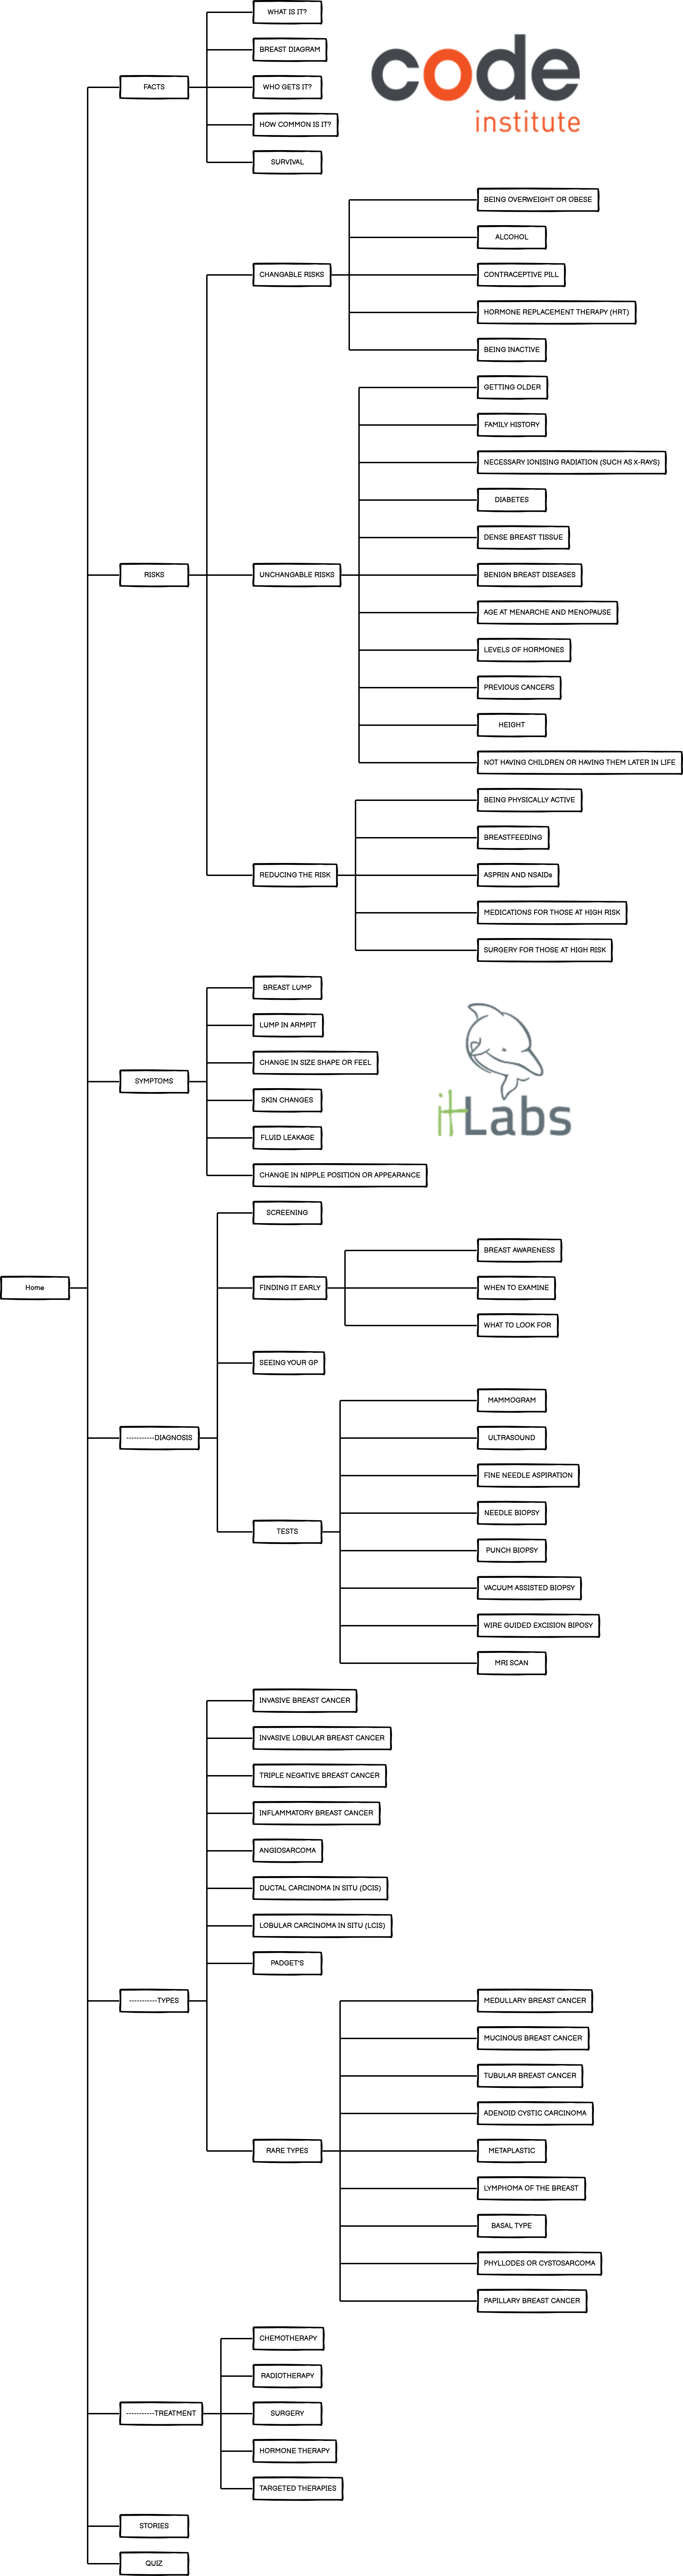 WHAT IS IT?
BREAST DIAGRAM
FACTS
WHO GETS IT?
HOW COMMON IS IT?
SURVIVAL
code
institute
BEING OVERWEIGHT OR OBESE
ALCOHOL
CHANGABLE RISKS
CONTRACEPTIVE PILL
HORMONE REPLACEMENT THERAPY (HRT)
BEING INACTIVE
GETTING OLDER
FAMILY HISTORY
NECESSARY IONISING RADIATION (SUCH AS X-RAYS)
DIABETES
DENSE BREAST TISSUE
RISKS
UNCHANGABLE RISKS
BENIGN BREAST DISEASES
AGE AT MENARCHE AND MENOPAUSE
LEVELS OF HORMONES
PREVIOUS CANCERS
HEIGHT
NOT HAVING CHILDREN OR HAVING THEM LATER IN LIFE
BEING PHYSICALLY ACTIVE
BREASTFEEDING
REDUCING THE RISK
ASPRIN AND NSAIDs
MEDICATIONS FOR THOSE AT HIGH RISK
SURGERY FOR THOSE AT HIGH RISK
BREAST LUMP
LUMP IN ARMPIT
CHANGE IN SIZE SHAPE OR FEEL
SYMPTOMS
SKIN CHANGES
FLUID LEAKAGE
CHANGE IN NIPPLE POSITION OR APPEARANCE
itLabs
SCREENING
BREAST AWARENESS
Home
FINDING IT EARLY
WHEN TO EXAMINE
WHAT TO LOOK FOR
SEEING YOUR GP
MAMMOGRAM
-----------DIAGNOSIS
ULTRASOUND
FINE NEEDLE ASPIRATION
NEEDLE BIOPSY
TESTS
PUNCH BIOPSY
VACUUM ASSISTED BIOPSY
WIRE GUIDED EXCISION BIPOSY
MRI SCAN
INVASIVE BREAST CANCER
INVASIVE LOBULAR BREAST CANCER
TRIPLE NEGATIVE BREAST CANCER
INFLAMMATORY BREAST CANCER
ANGIOSARCOMA
DUCTAL CARCINOMA IN SITU (DCIS)
LOBULAR CARCINOMA IN SITU (LCIS)
PADGET'S
-----------TYPES
MEDULLARY BREAST CANCER
MUCINOUS BREAST CANCER
TUBULAR BREAST CANCER
ADENOID CYSTIC CARCINOMA
RARE TYPES
METAPLASTIC
LYMPHOMA OF THE BREAST
BASAL TYPE
PHYLLODES OR CYSTOSARCOMA
PAPILLARY BREAST CANCER
CHEMOTHERAPY
RADIOTHERAPY
-----------TREATMENT
SURGERY
HORMONE THERAPY
TARGETED THERAPIES
STORIES
QUIZ